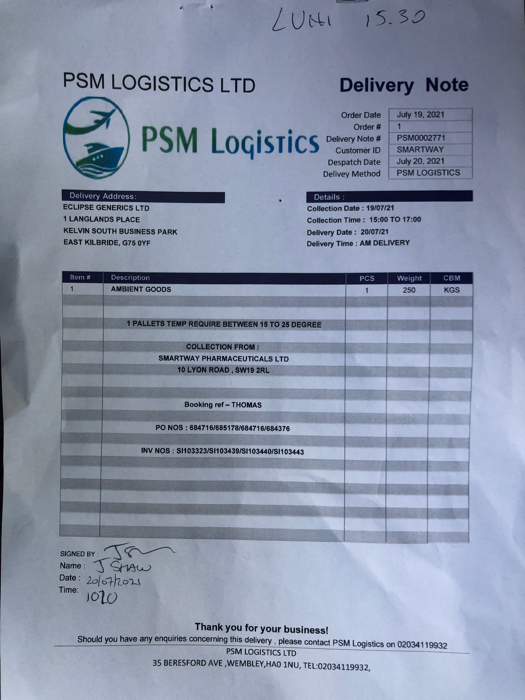 LUHI 15.30
PSM LOGISTICS LTD
Delivery Note
PSM Logistics
Order Date July 19, 2021
Order # 1
Delivery Note # PSM0002771
Customer ID SMARTWAY
Despatch Date July 20, 2021
Delivey Method PSM LOGISTICS
Delivery Address:
ECLIPSE GENERICS LTD
1 LANGLANDS PLACE
KELVIN SOUTH BUSINESS PARK
EAST KILBRIDE, G75 0YF
Details :
Collection Date : 19/07/21
Collection Time : 15:00 TO 17:00
Delivery Date : 20/07/21
Delivery Time : AM DELIVERY
Item # Description PCS Weight CBM
1 AMBIENT GOODS 1 250 KGS
1 PALLETS TEMP REQUIRE BETWEEN 15 TO 25 DEGREE
COLLECTION FROM :
SMARTWAY PHARMACEUTICALS LTD
10 LYON ROAD , SW19 2RL
Booking ref – THOMAS
PO NOS : 684716/685178/684716/684376
INV NOS : SI103323/SI103439/SI103440/SI103443
SIGNED BY
Name : J SHAW
Date : 20/07/2021
Time: 1020
Thank you for your business!
Should you have any enquiries concerning this delivery , please contact PSM Logistics on 02034119932
PSM LOGISTICS LTD
35 BERESFORD AVE ,WEMBLEY,HA0 1NU, TEL:02034119932,